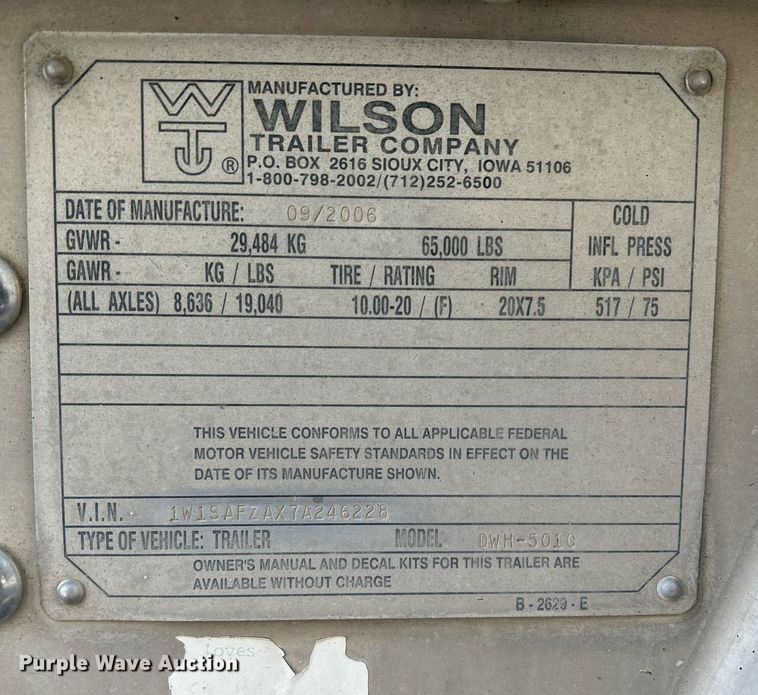 WTC ®
MANUFACTURED BY:
WILSON
TRAILER COMPANY
P.O. BOX 2616 SIOUX CITY, IOWA 51106
1-800-798-2002/(712)252-6500
DATE OF MANUFACTURE: 09/2006 COLD
GVWR - 29,484 KG 65,000 LBS INFL PRESS
GAWR - KG / LBS TIRE / RATING RIM KPA / PSI
(ALL AXLES) 8,636 / 19,040 10.00-20 / (F) 20X7.5 517 / 75
THIS VEHICLE CONFORMS TO ALL APPLICABLE FEDERAL
MOTOR VEHICLE SAFETY STANDARDS IN EFFECT ON THE
DATE OF ITS MANUFACTURE SHOWN.
V.I.N. 1W1SAFZAX7A246228
TYPE OF VEHICLE: TRAILER MODEL DWH-501C
OWNER'S MANUAL AND DECAL KITS FOR THIS TRAILER ARE
AVAILABLE WITHOUT CHARGE
B - 2629 - E
Loves
Purple Wave Auction